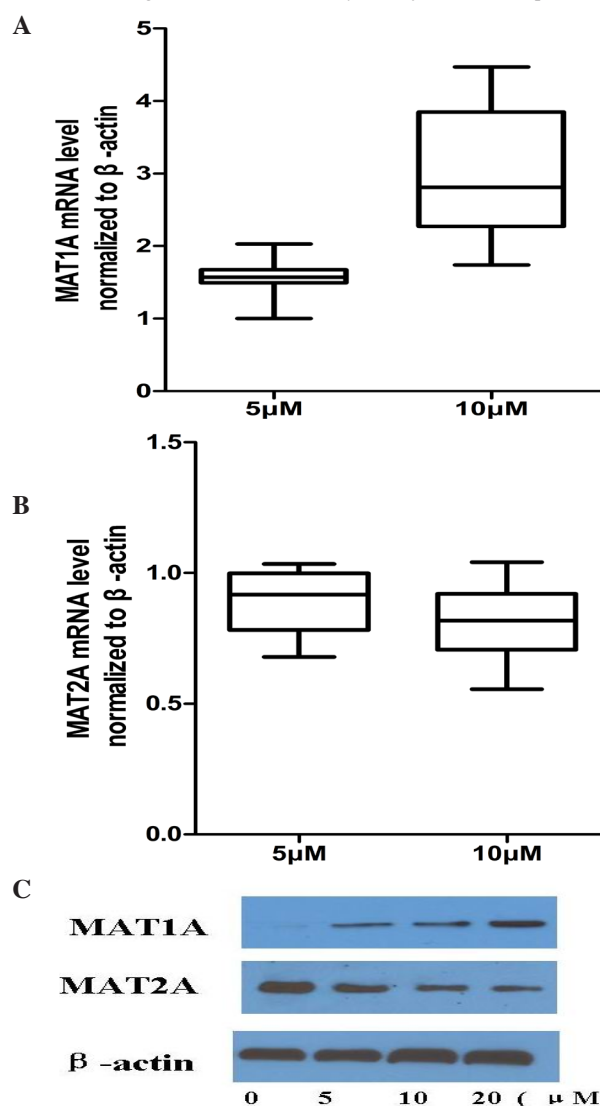 A
MAT1A mRNA level
normalized to β -actin
5
4
3
2
1
0
5µM
10µM
B
MAT2A mRNA level
normalized to β -actin
1.5
1.0
0.5
0.0
5µM
10µM
C
MAT1A
MAT2A
β -actin
0 5 10 20 ( µ M